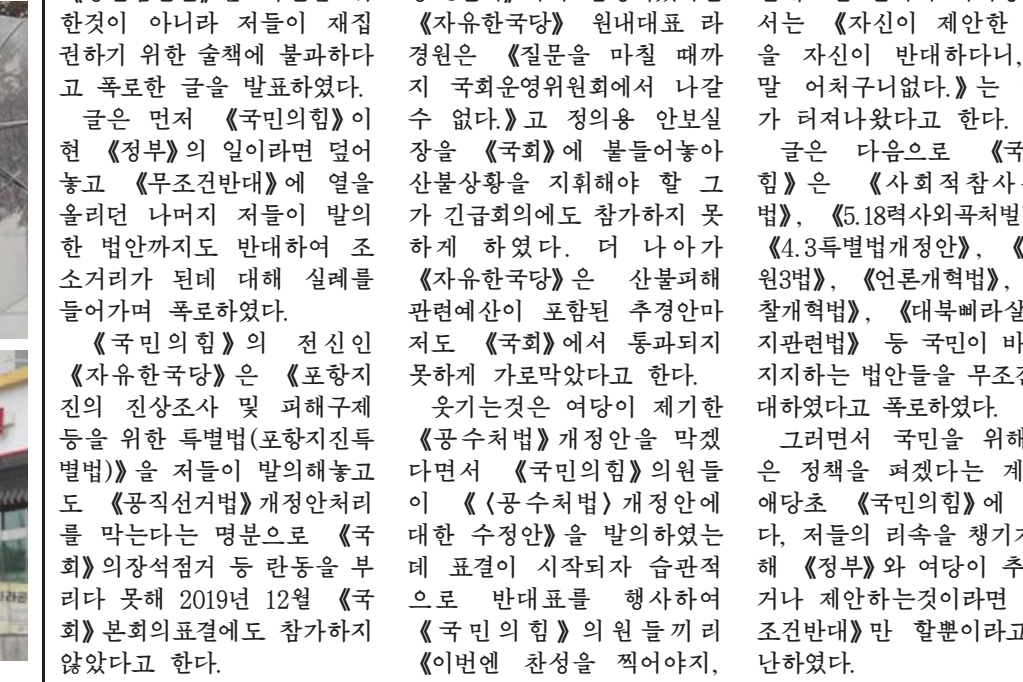 한것이 아니라 저들이 재집
권하기 위한 술책에 불과하다
고 폭로한 글을 발표하였다.
글은 먼저 《국민의힘》이
현 《정부》의 일이라면 덮어
놓고 《무조건반대》에 열을
올리던 나머지 저들이 발의
한 법안까지도 반대하여 조
소거리가 된데 대해 실례를
들어가며 폭로하였다.
《국민의힘》의 전신인
《자유한국당》은 《포항지
진의 진상조사 및 피해구제
등을 위한 특별법(포항지진특
별법)》을 저들이 발의해놓고
도 《공직선거법》개정안처리
를 막는다는 명분으로 《국
회》의장석점거 등 란동을 부
리다 못해 2019년 12월 《국
회》본회의표결에도 참가하지
않았다고 한다.
《자유한국당》 원내대표 라
경원은 《질문을 마칠 때까
지 국회운영위원회에서 나갈
수 없다.》고 정의용 안보실
장을 《국회》에 붙들어놓아
산불상황을 지휘해야 할 그
가 긴급회의에도 참가하지 못
하게 하였다. 더 나아가
《자유한국당》은 산불피해
관련예산이 포함된 추경안마
저도 《국회》에서 통과되지
못하게 가로막았다고 한다.
웃기는것은 여당이 제기한
《공수처법》개정안을 막겠
다면서 《국민의힘》의원들
이 《〈공수처법〉개정안에
대한 수정안》을 발의하였는
데 표결이 시작되자 습관적
으로 반대표를 행사하여
《국민의힘》의원들끼리
《이번엔 찬성을 찍어야지,
서는 《자신이 제안한
을 자신이 반대하다니,
말 어처구니없다.》는
가 터져나왔다고 한다.
글은 다음으로 《국
힘》은 《사회적참사
법》, 《5.18력사외곡처벌
《4.3특별법개정안》, 《
원3법》, 《언론개혁법》,
찰개혁법》, 《대북삐라살
지관련법》 등 국민이 바
지지하는 법안들을 무조건
대하였다고 폭로하였다.
그러면서 국민을 위해
은 정책을 펴겠다는 계
애당초 《국민의힘》에
다, 저들의 리속을 챙기기
해 《정부》와 여당이 추
거나 제안하는것이라면
조건반대》만 할뿐이라고
난하였다.